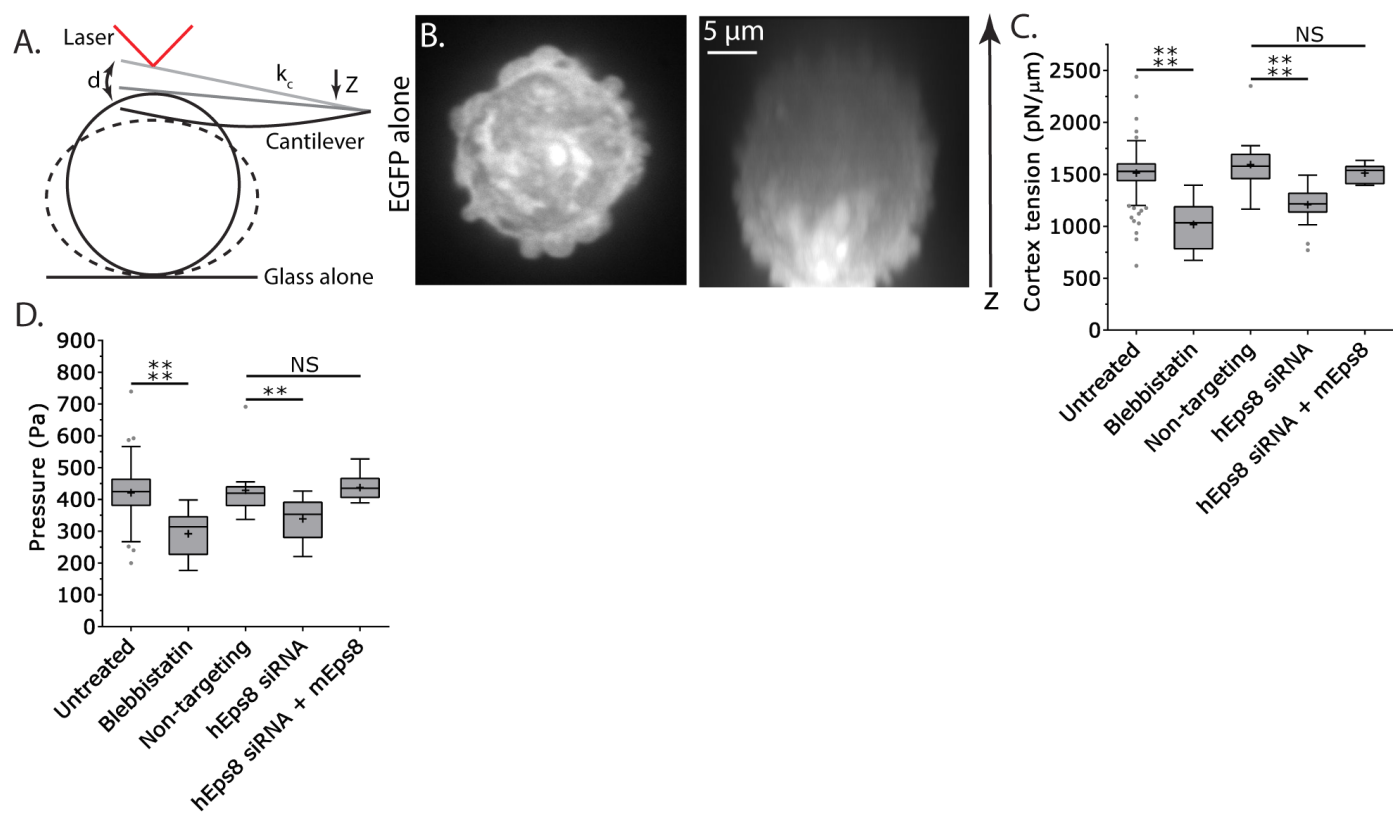 A.
Laser
d
kc
Z
Cantilever
Glass alone
B.
EGFP alone
5 μm
Z
C.
Cortex tension (pN/μm)
2500
2000
1500
1000
500
0
** **
** **
NS
Untreated
Blebbistatin
Non-targeting
hEps8 siRNA
hEps8 siRNA + mEps8
D.
Pressure (Pa)
900
800
700
600
500
400
300
200
100
0
** **
**
NS
Untreated
Blebbistatin
Non-targeting
hEps8 siRNA
hEps8 siRNA + mEps8